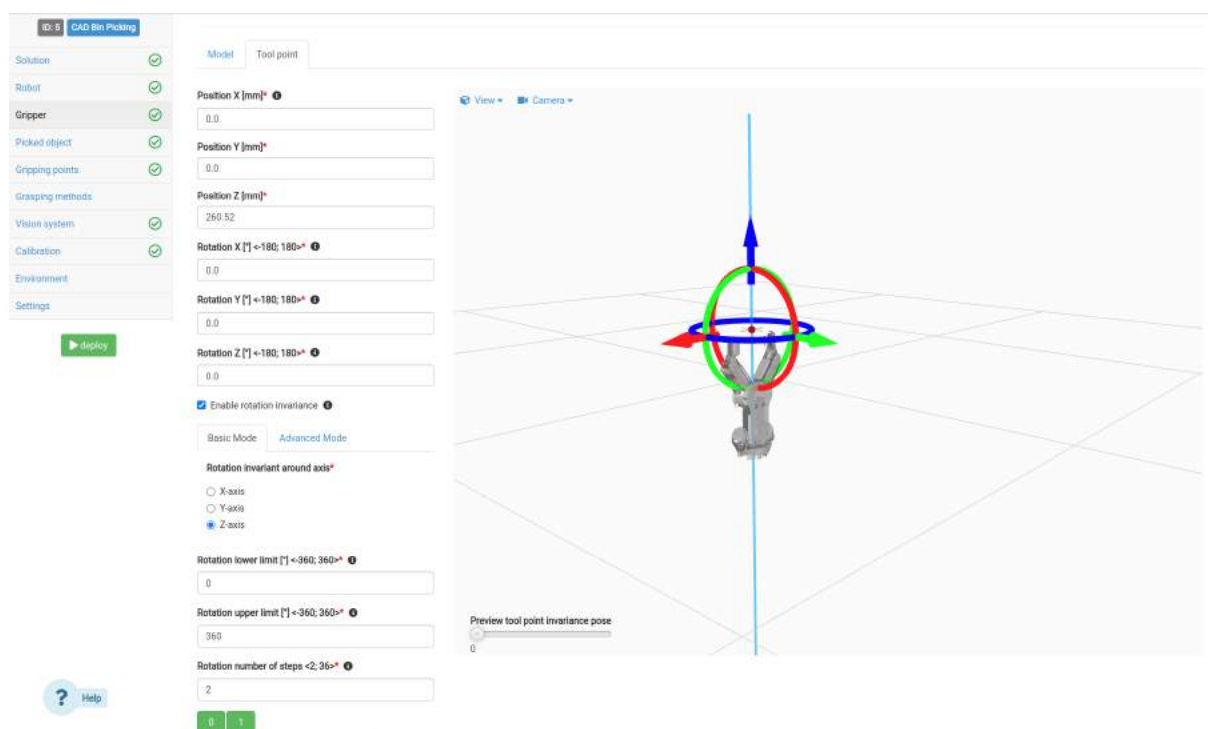 ID: 5 CAD Bin Picking
Solution
Robot
Gripper
Picked object
Gripping points
Grasping methods
Vision system
Calibration
Environment
Settings
deploy
? Help
Model Tool point
Position X [mm]*
0.0
Position Y [mm]*
0.0
Position Z [mm]*
260.52
Rotation X [°] <-180; 180>*
0.0
Rotation Y [°] <-180; 180>*
0.0
Rotation Z [°] <-180; 180>*
0.0
Enable rotation invariance
Basic Mode Advanced Mode
Rotation invariant around axis*
X-axis
Y-axis
Z-axis
Rotation lower limit [°] <-360; 360>*
0
Rotation upper limit [°] <-360; 360>*
360
Rotation number of steps <2; 36>*
2
0 1
View Camera
Preview tool point invariance pose
0